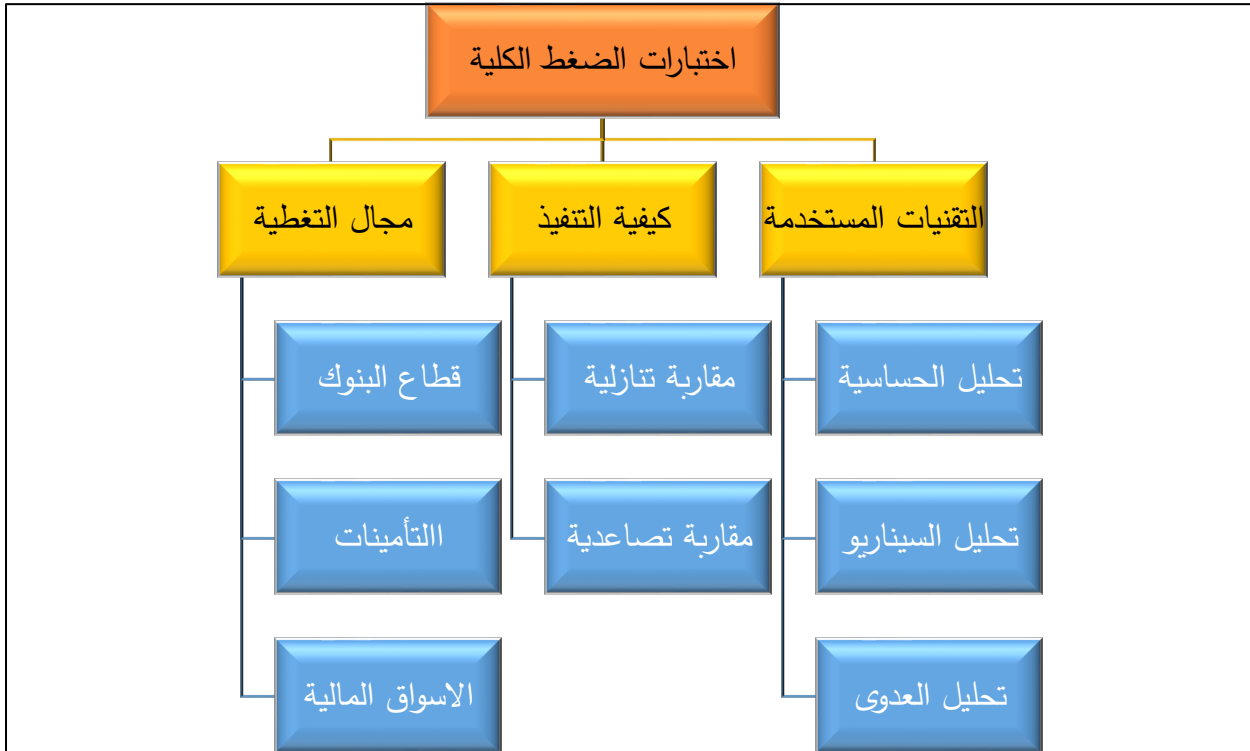 اختبارات الضغط الكلية
التقنيات المستخدمة
كيفية التنفيذ
مجال التغطية
تحليل الحساسية
مقاربة تنازلية
قطاع البنوك
تحليل السيناريو
مقاربة تصاعدية
االتأمينات
تحليل العدوى
الاسواق المالية